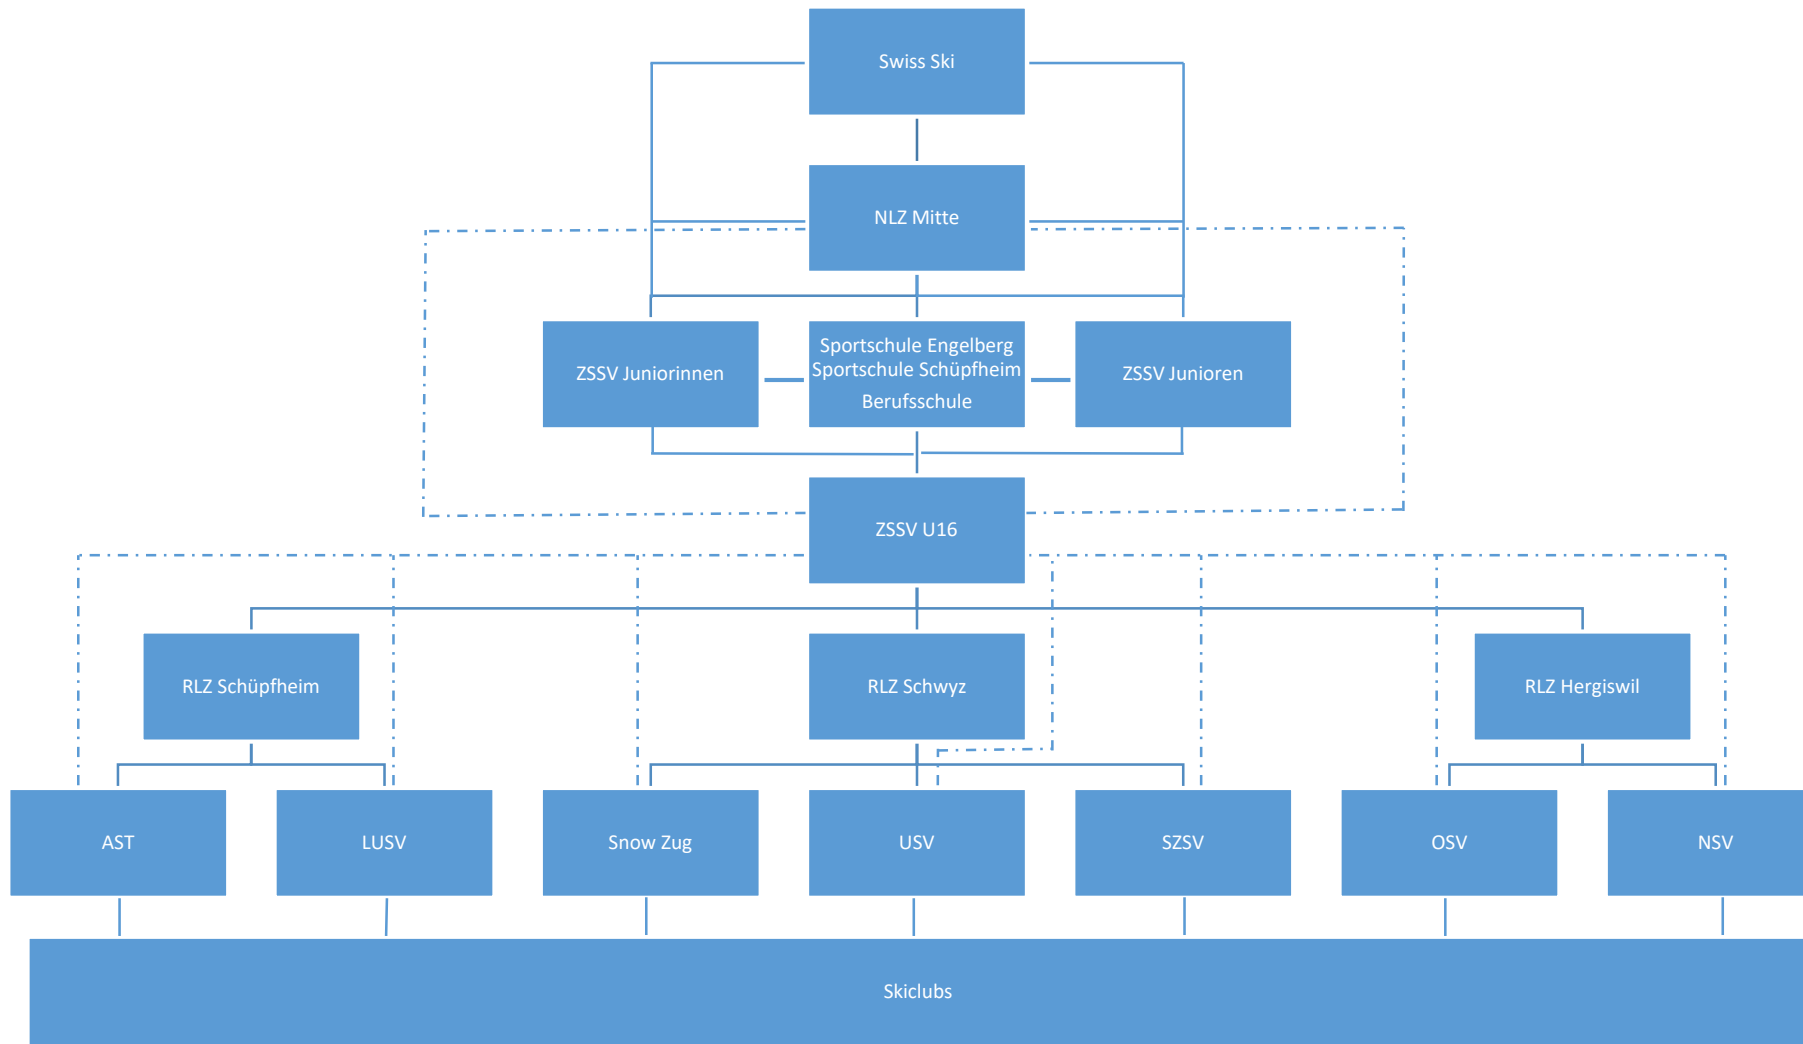 Swiss Ski
NLZ Mitte
ZSSV Juniorinnen
Sportschule Engelberg
Sportschule Schüpfheim
Berufsschule
ZSSV Junioren
ZSSV U16
RLZ Schüpfheim
RLZ Schwyz
RLZ Hergiswil
AST
LUSV
Snow Zug
USV
SZSV
OSV
NSV
Skiclubs